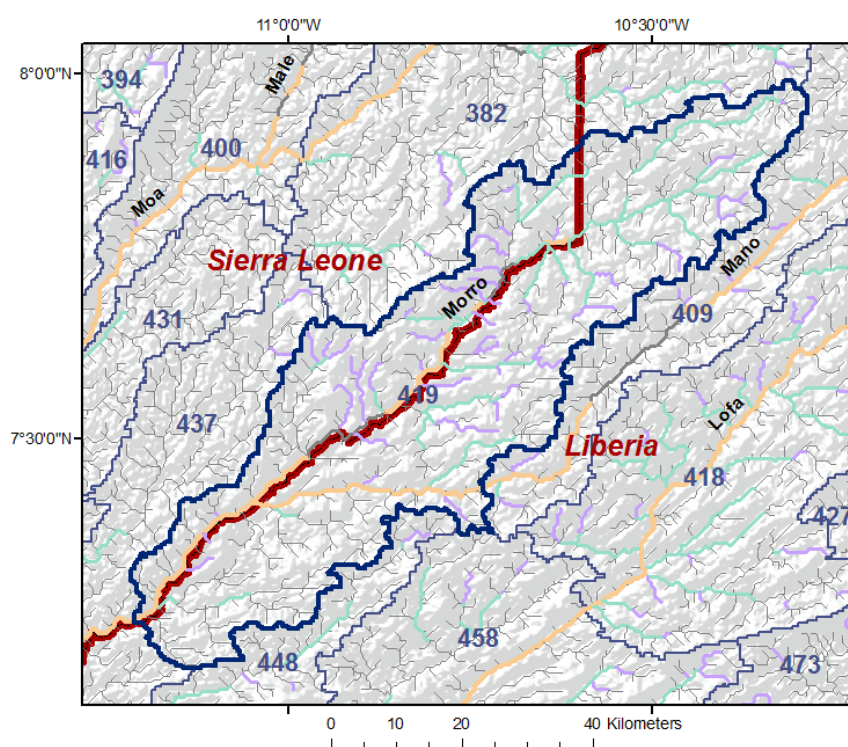 11°0'0"W
10°30'0"W
8°0'0"N
394
Male
382
416
400
Moa
Sierra Leone
Mano
Morro
409
431
419
437
7°30'0"N
Liberia
Lofa
418
427
458
448
473
0 10 20 40 Kilometers